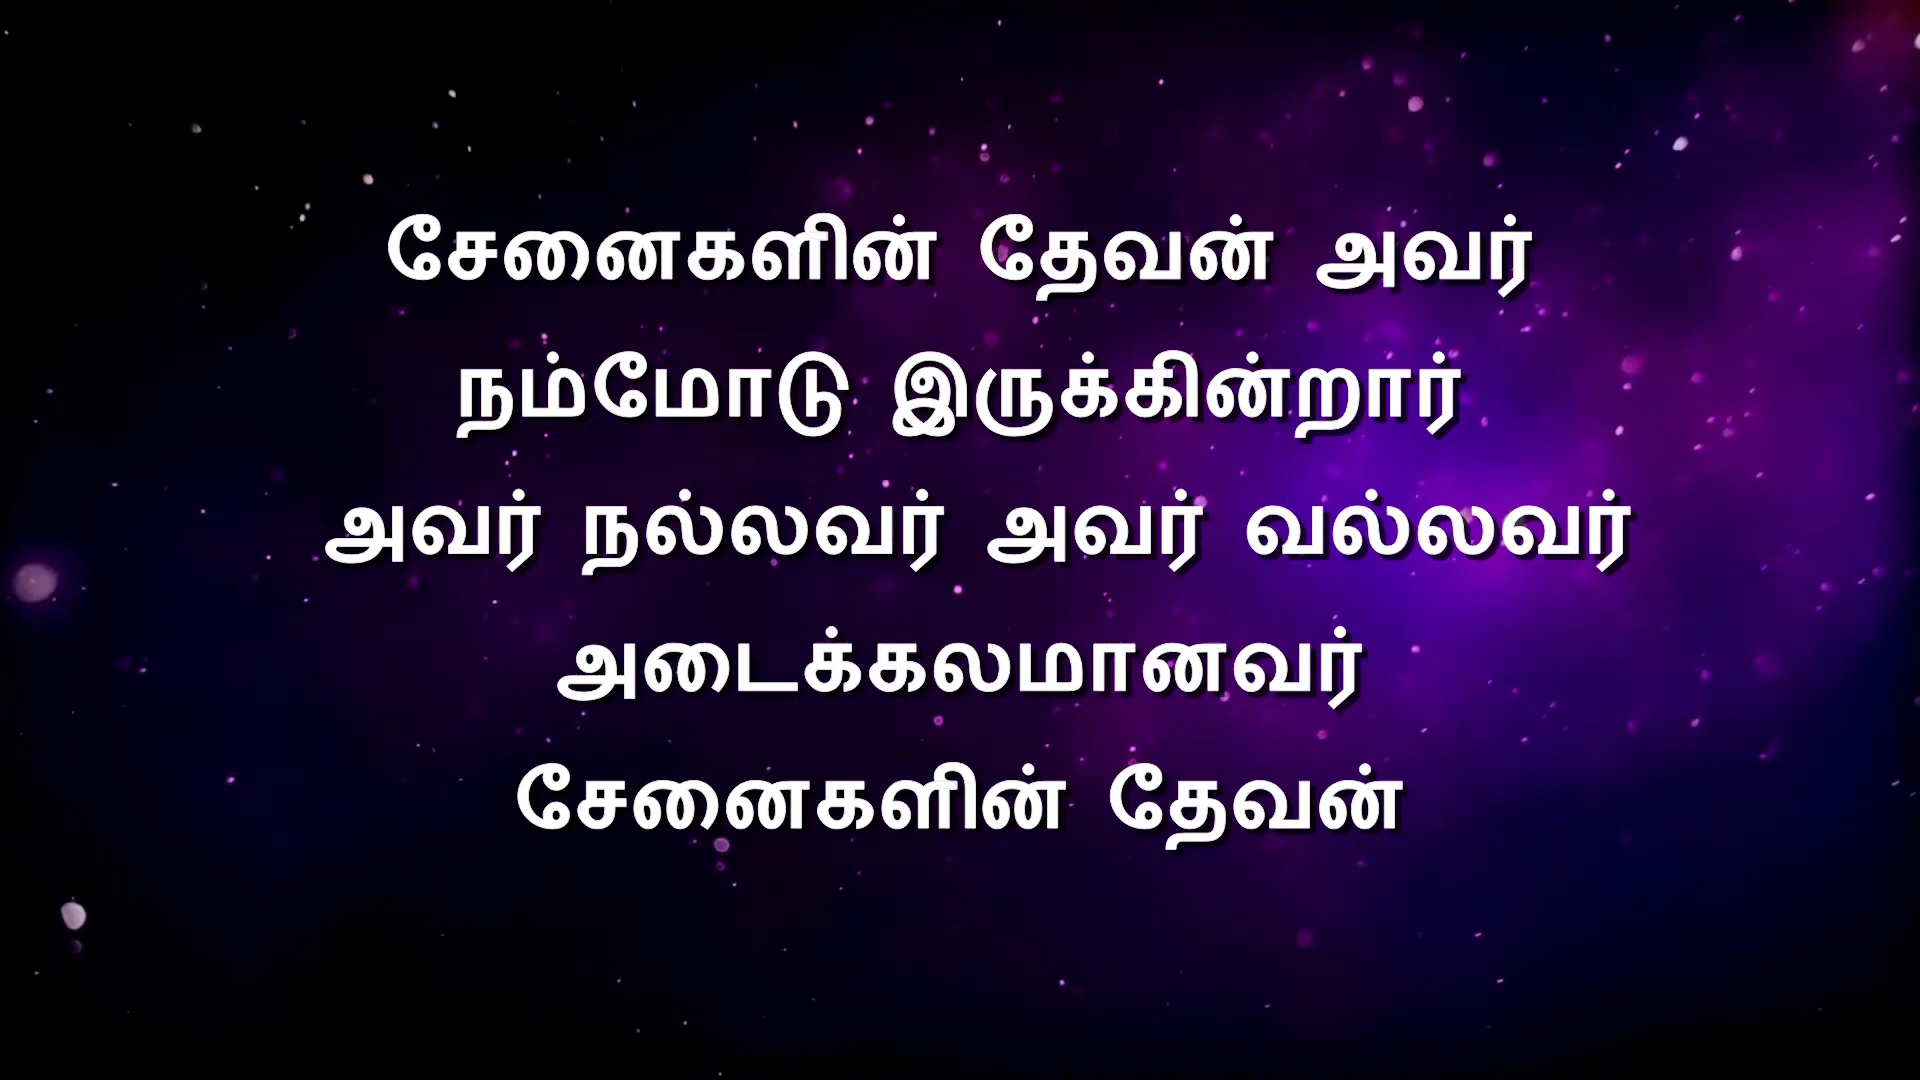 சேனைகளின் தேவன் அவர்
நம்மோடு இருக்கின்றார்
அவர் நல்லவர் அவர் வல்லவர்
அடைக்கலமானவர்
சேனைகளின் தேவன்